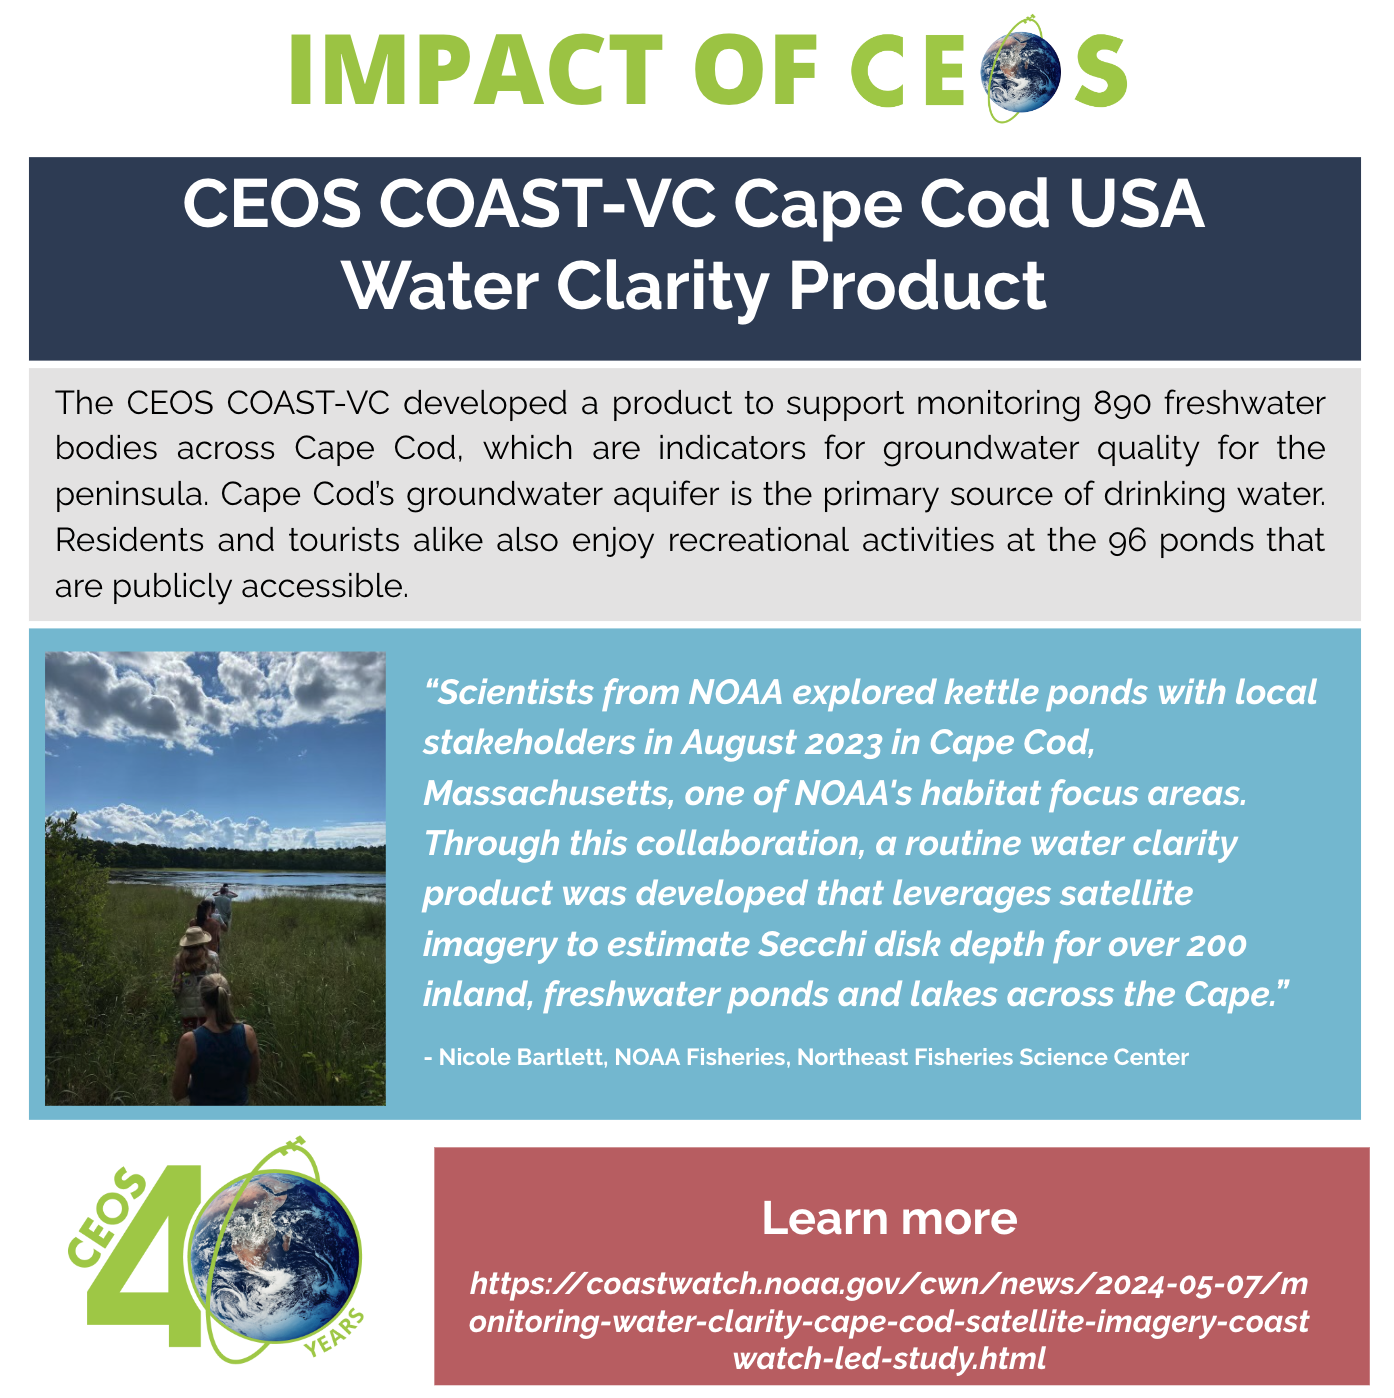 IMPACT OF CEOS
CEOS COAST-VC Cape Cod USA
Water Clarity Product
The CEOS COAST-VC developed a product to support monitoring 890 freshwater
bodies across Cape Cod, which are indicators for groundwater quality for the
peninsula. Cape Cod’s groundwater aquifer is the primary source of drinking water.
Residents and tourists alike also enjoy recreational activities at the 96 ponds that
are publicly accessible.
“Scientists from NOAA explored kettle ponds with local
stakeholders in August 2023 in Cape Cod,
Massachusetts, one of NOAA's habitat focus areas.
Through this collaboration, a routine water clarity
product was developed that leverages satellite
imagery to estimate Secchi disk depth for over 200
inland, freshwater ponds and lakes across the Cape.”
- Nicole Bartlett, NOAA Fisheries, Northeast Fisheries Science Center
CEOS
40
YEARS
Learn more
https://coastwatch.noaa.gov/cwn/news/2024-05-07/m
onitoring-water-clarity-cape-cod-satellite-imagery-coast
watch-led-study.html